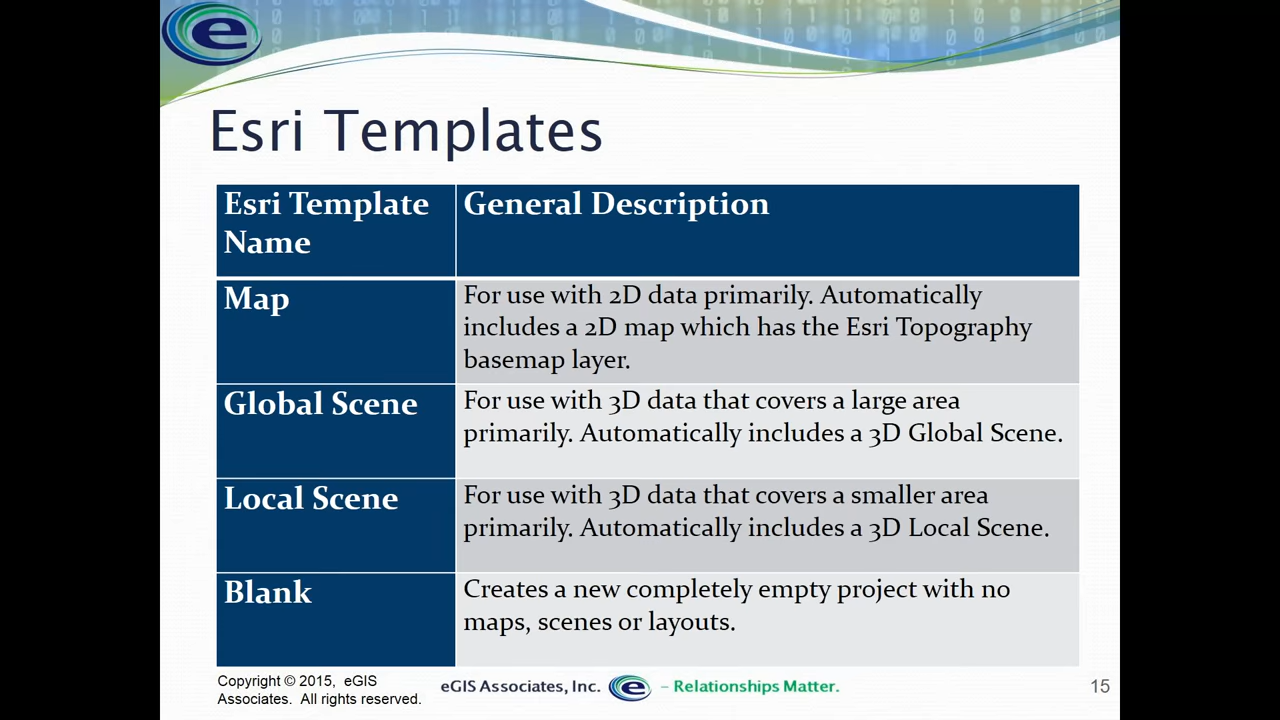 Esri Templates
Esri Template
Name
General Description
Map
For use with 2D data primarily. Automatically
includes a 2D map which has the Esri Topography
basemap layer.
Global Scene
For use with 3D data that covers a large area
primarily. Automatically includes a 3D Global Scene.
Local Scene
For use with 3D data that covers a smaller area
primarily. Automatically includes a 3D Local Scene.
Blank
Creates a new completely empty project with no
maps, scenes or layouts.
Copyright © 2015, eGIS
Associates. All rights reserved.
eGIS Associates, Inc. e – Relationships Matter.
15